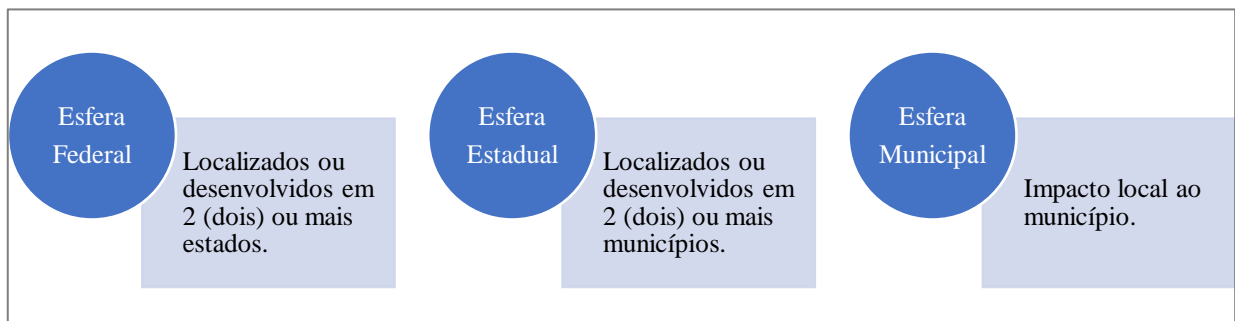 Esfera
Federal
Localizados ou
desenvolvidos em
2 (dois) ou mais
estados.
Esfera
Estadual
Localizados ou
desenvolvidos em
2 (dois) ou mais
municípios.
Esfera
Municipal
Impacto local ao
município.